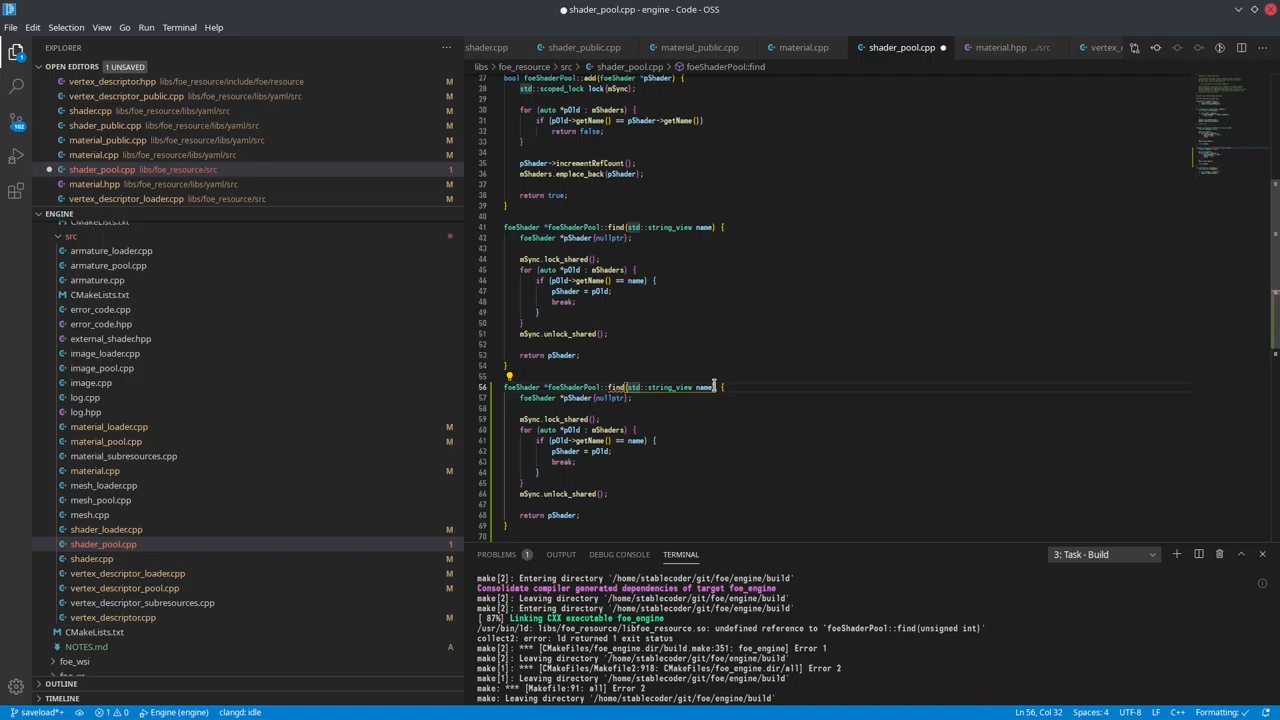 shader_pool.cpp - engine - Code - OSS
File Edit Selection View Go Run Terminal Help
EXPLORER
OPEN EDITORS 1 UNSAVED
vertex_descriptor.hpp libs/foe_resource/include/foe/resource M
vertex_descriptor_public.cpp libs/foe_resource/yaml/src M
shader.cpp libs/foe_resource/yaml/src M
shader_public.cpp libs/foe_resource/yaml/src M
material_public.cpp libs/foe_resource/yaml/src M
material.cpp libs/foe_resource/yaml/src M
shader_pool.cpp libs/foe_resource/src 1
material.hpp libs/foe_resource/yaml/src M
vertex_descriptor_loader.cpp libs/foe_resource/src M
ENGINE
CMakeLists.txt
src
armature_loader.cpp
armature_pool.cpp
armature.cpp
CMakeLists.txt
error_code.cpp
error_code.hpp
external_shader.hpp
image_loader.cpp
image_pool.cpp
image.cpp
log.cpp
log.hpp
material_loader.cpp M
material_pool.cpp M
material_subresources.cpp
material.cpp M
mesh_loader.cpp
mesh_pool.cpp
mesh.cpp
shader_loader.cpp M
shader_pool.cpp 1
shader.cpp M
vertex_descriptor_loader.cpp M
vertex_descriptor_pool.cpp M
vertex_descriptor_subresources.cpp
vertex_descriptor.cpp M
CMakeLists.txt
NOTES.md A
foe_wsi
OUTLINE
TIMELINE
shader.cpp shader_public.cpp material_public.cpp material.cpp shader_pool.cpp material.hpp .../src vertex_
libs > foe_resource > src > shader_pool.cpp > foeShaderPool::find
27 bool foeShaderPool::add(foeShader *pShader) {
28 std::scoped_lock lock{mSync};
29
30 for (auto *pOld : mShaders) {
31 if (pOld->getName() == pShader->getName())
32 return false;
33 }
34
35 pShader->incrementRefCount();
36 mShaders.emplace_back(pShader);
37
38 return true;
39 }
40
41 foeShader *foeShaderPool::find(std::string_view name) {
42 foeShader *pShader{nullptr};
43
44 mSync.lock_shared();
45 for (auto *pOld : mShaders) {
46 if (pOld->getName() == name) {
47 pShader = pOld;
48 break;
49 }
50 }
51 mSync.unlock_shared();
52
53 return pShader;
54 }
55
56 foeShader *foeShaderPool::find(std::string_view name) {
57 foeShader *pShader{nullptr};
58
59 mSync.lock_shared();
60 for (auto *pOld : mShaders) {
61 if (pOld->getName() == name) {
62 pShader = pOld;
63 break;
64 }
65 }
66 mSync.unlock_shared();
67
68 return pShader;
69 }
70
PROBLEMS 1 OUTPUT DEBUG CONSOLE TERMINAL 3: Task - Build
make[2]: Entering directory '/home/stablecoder/git/foe/engine/build'
Consolidate compiler generated dependencies of target foe_engine
make[2]: Leaving directory '/home/stablecoder/git/foe/engine/build'
make[2]: Entering directory '/home/stablecoder/git/foe/engine/build'
[ 87%] Linking CXX executable foe_engine
/usr/bin/ld: libs/foe_resource/libfoe_resource.so: undefined reference to `foeShaderPool::find(unsigned int)'
collect2: error: ld returned 1 exit status
make[2]: *** [CMakeFiles/foe_engine.dir/build.make:351: foe_engine] Error 1
make[2]: Leaving directory '/home/stablecoder/git/foe/engine/build'
make[1]: *** [CMakeFiles/Makefile2:918: CMakeFiles/foe_engine.dir/all] Error 2
make[1]: Leaving directory '/home/stablecoder/git/foe/engine/build'
make: *** [Makefile:91: all] Error 2
make: Leaving directory '/home/stablecoder/git/foe/engine/build'
1
102
saveload*+ 1 0 Engine (engine) clangd: idle Ln 56, Col 32 Spaces: 4 UTF-8 LF C++ Formatting: ✓